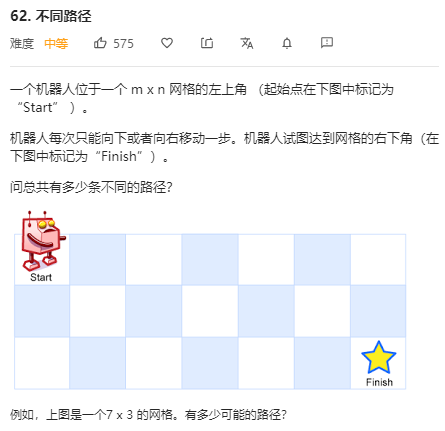 62. 不同路径
难度 中等 575
一个机器人位于一个 m x n 网格的左上角 （起始点在下图中标记为
“Start” ）。
机器人每次只能向下或者向右移动一步。机器人试图达到网格的右下角（在
下图中标记为“Finish”）。
问总共有多少条不同的路径？
Start
Finish
例如，上图是一个7 x 3 的网格。有多少可能的路径？